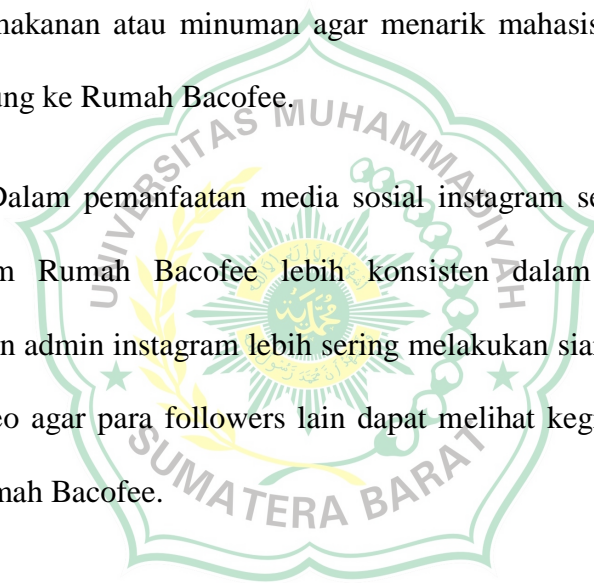 makanan atau minuman agar menarik mahasis
ung ke Rumah Bacofee.
UNIVERSITAS MUHAMMADIYAH
Dalam pemanfaatan media sosial instagram se
m Rumah Bacofee lebih konsisten dalam
n admin instagram lebih sering melakukan siar
eo agar para followers lain dapat melihat keg
mah Bacofee.
SUMATERA BARAT